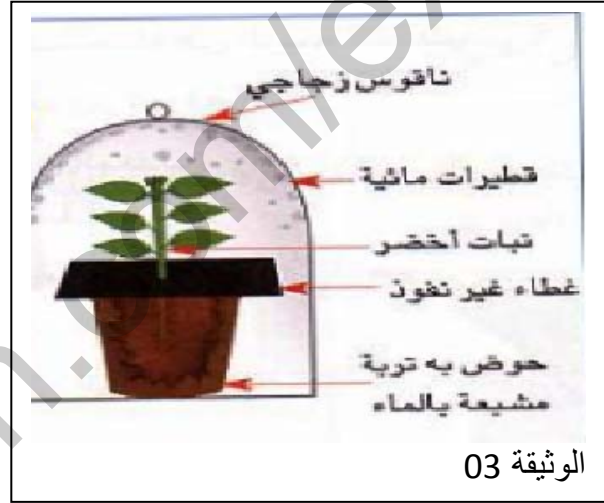 ناقوس زجاجي
قطيرات مائية
نبات أخضر
غطاء غير نفوذ
حوض به تربة
مشبعة بالماء
الوثيقة 03